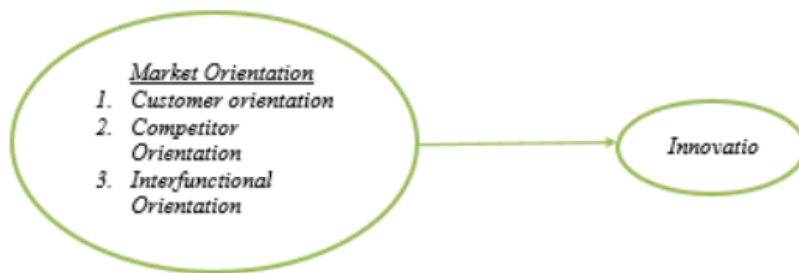 Market Orientation
1. Customer orientation
2. Competitor
Orientation
3. Interfunctional
Orientation
Innovatio